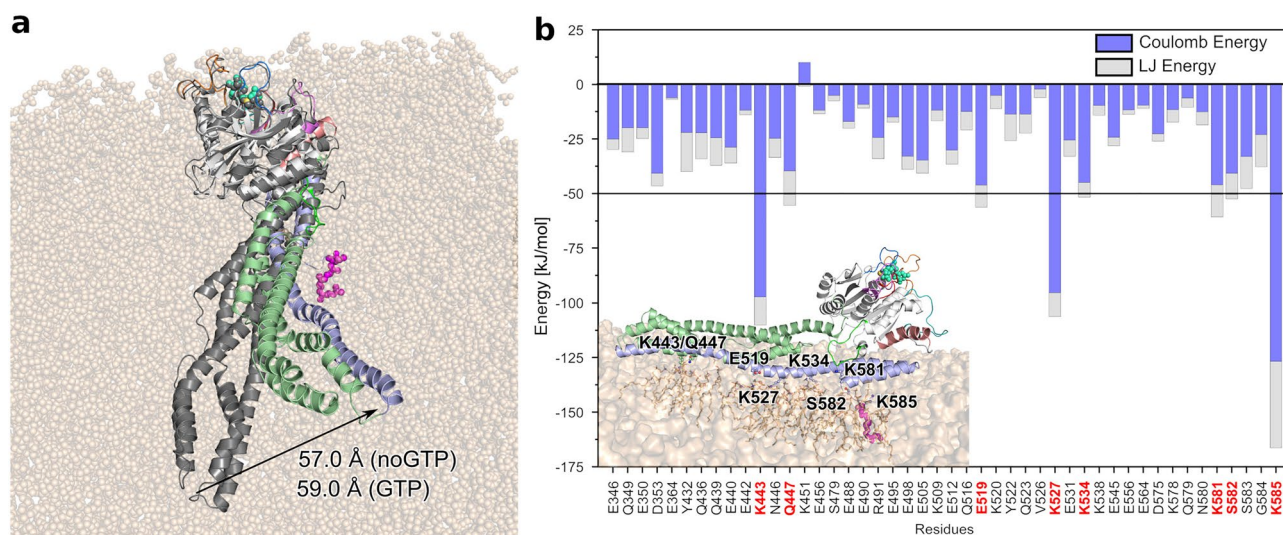 a
57.0 Å (noGTP)
59.0 Å (GTP)
b
Coulomb Energy
LJ Energy
Energy [kJ/mol]
25
0
-25
-50
-75
-100
-125
-150
-175
K443/Q447
E519
K534
K581
K527
S582
K585
E346
Q349
E350
D353
E364
Y432
Q436
Q439
E440
E442
K443
N446
Q447
K451
E456
S479
E488
E490
R491
E495
E498
E505
K509
E512
Q516
E519
K520
Y522
Q523
V526
K527
E531
K534
K538
E545
E556
E564
D575
K578
Q579
N580
K581
S582
S583
G584
K585
Residues